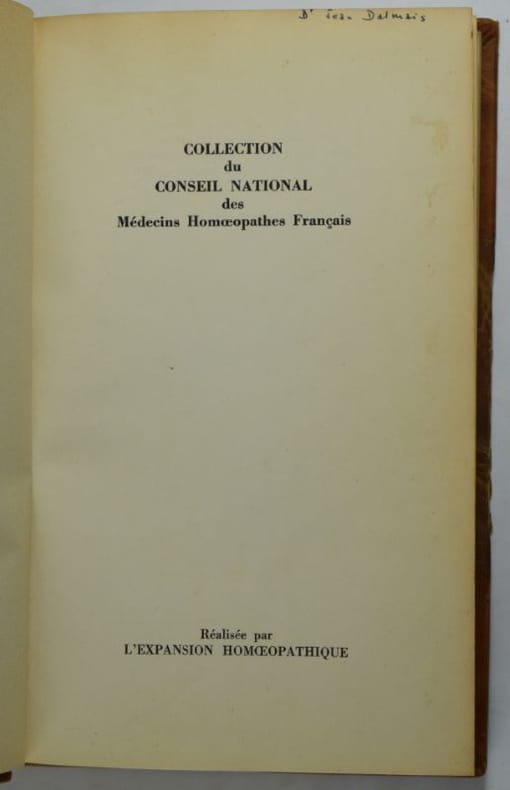 Dr Jean Dalmais
COLLECTION
du
CONSEIL NATIONAL
des
Médecins Homœopathes Français
Réalisée par
L'EXPANSION HOMŒOPATHIQUE